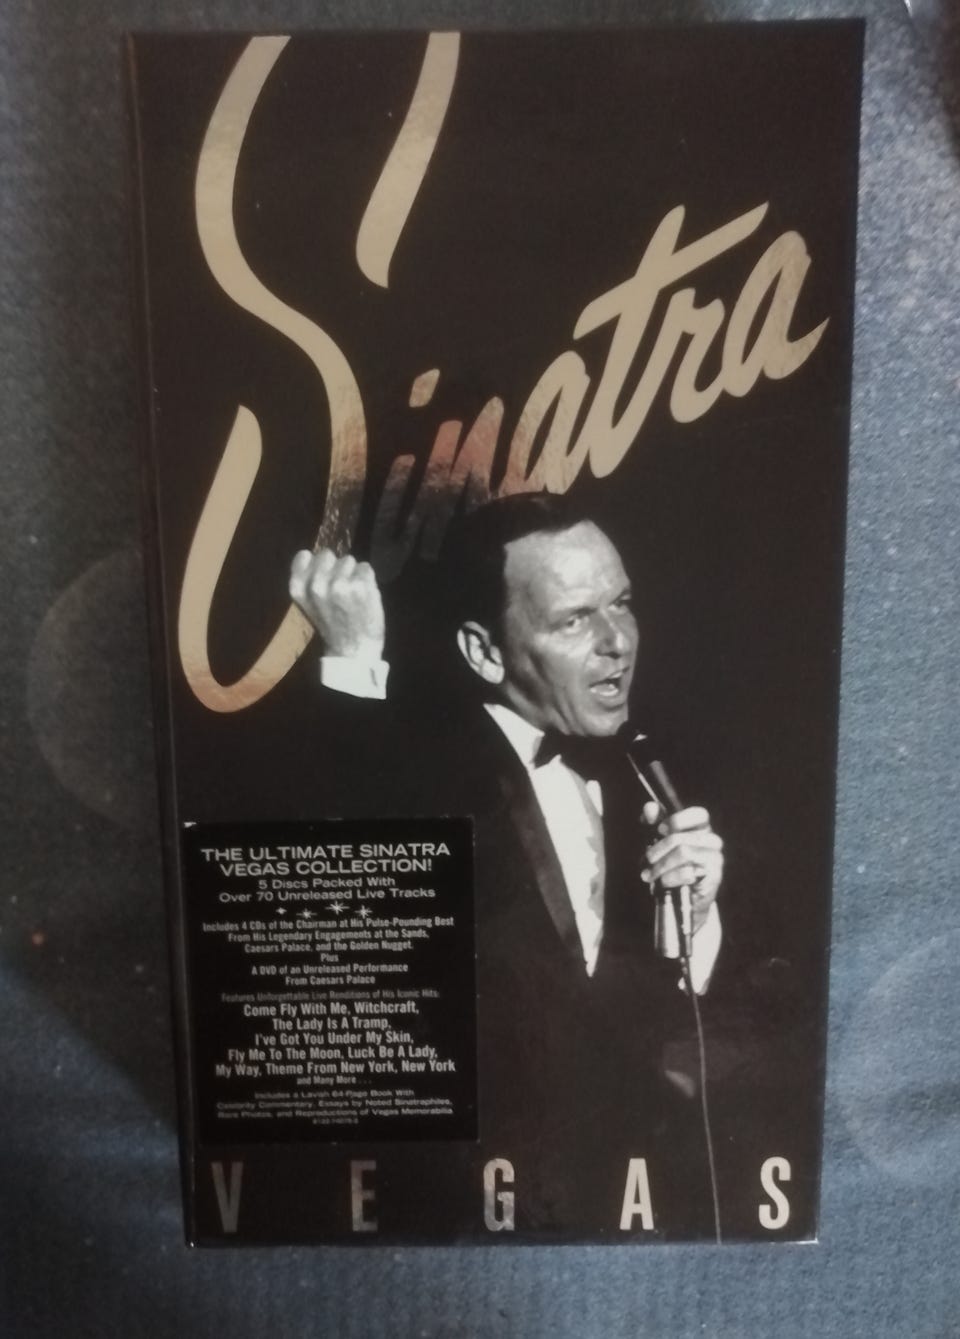 Sinatra
THE ULTIMATE SINATRA
VEGAS COLLECTION!
5 Discs Packed With
Over 70 Unreleased Live Tracks
Includes 4 CDs of the Chairman at His Pulse-Pounding Best
From His Legendary Engagements at the Sands,
Caesars Palace, and the Golden Nugget.
Plus
A DVD of an Unreleased Performance
From Caesars Palace
Features Unforgettable Live Renditions of His Iconic Hits:
Come Fly With Me, Witchcraft,
The Lady Is A Tramp,
I've Got You Under My Skin,
Fly Me To The Moon, Luck Be A Lady,
My Way, Theme From New York, New York
and Many More . . .
Includes a Lavish 64-Page Book With
Celebrity Commentary, Essays by Noted Sinatraphiles,
Rare Photos, and Reproductions of Vegas Memorabilia
VEGAS